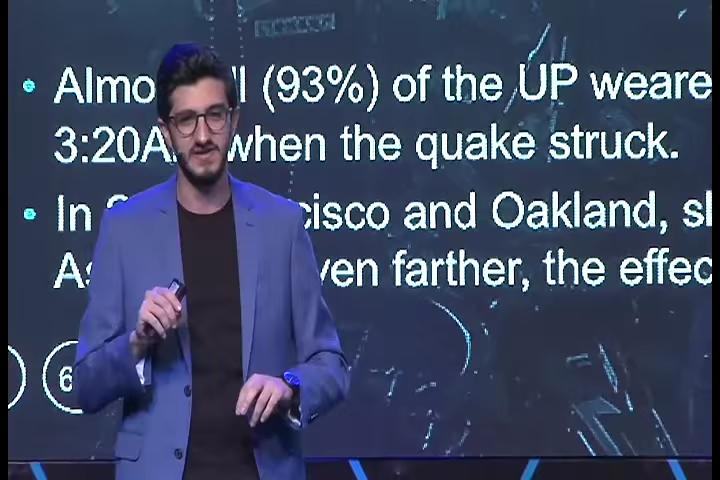 • Almo l (93%) of the UP weare
3:20A when the quake struck.
• In S cisco and Oakland, sl
As ven farther, the effec
6